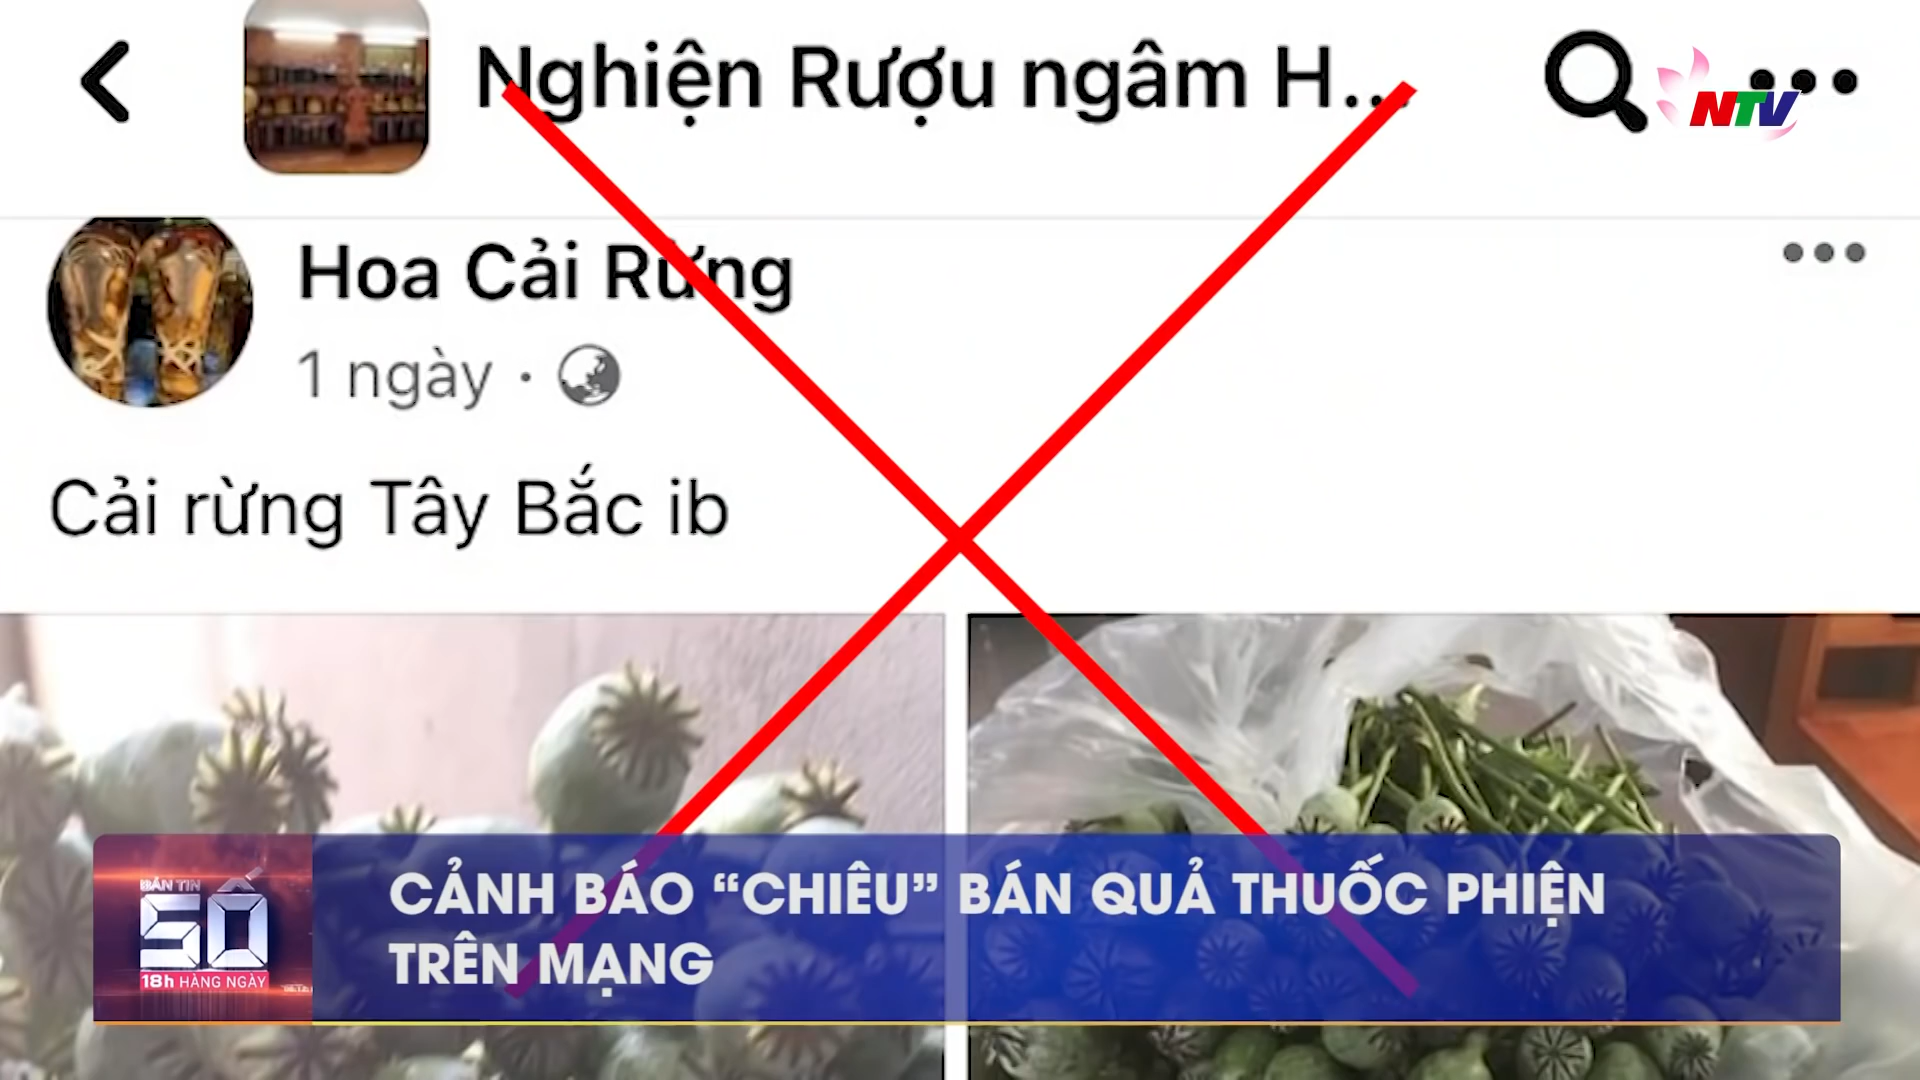 Nghiện Rượu ngâm H...
NTV
Hoa Cải Rừng
1 ngày ·
Cải rừng Tây Bắc ib
BẢN TIN
SỐ
18h HÀNG NGÀY
CẢNH BÁO “CHIÊU” BÁN QUẢ THUỐC PHIỆN
TRÊN MẠNG